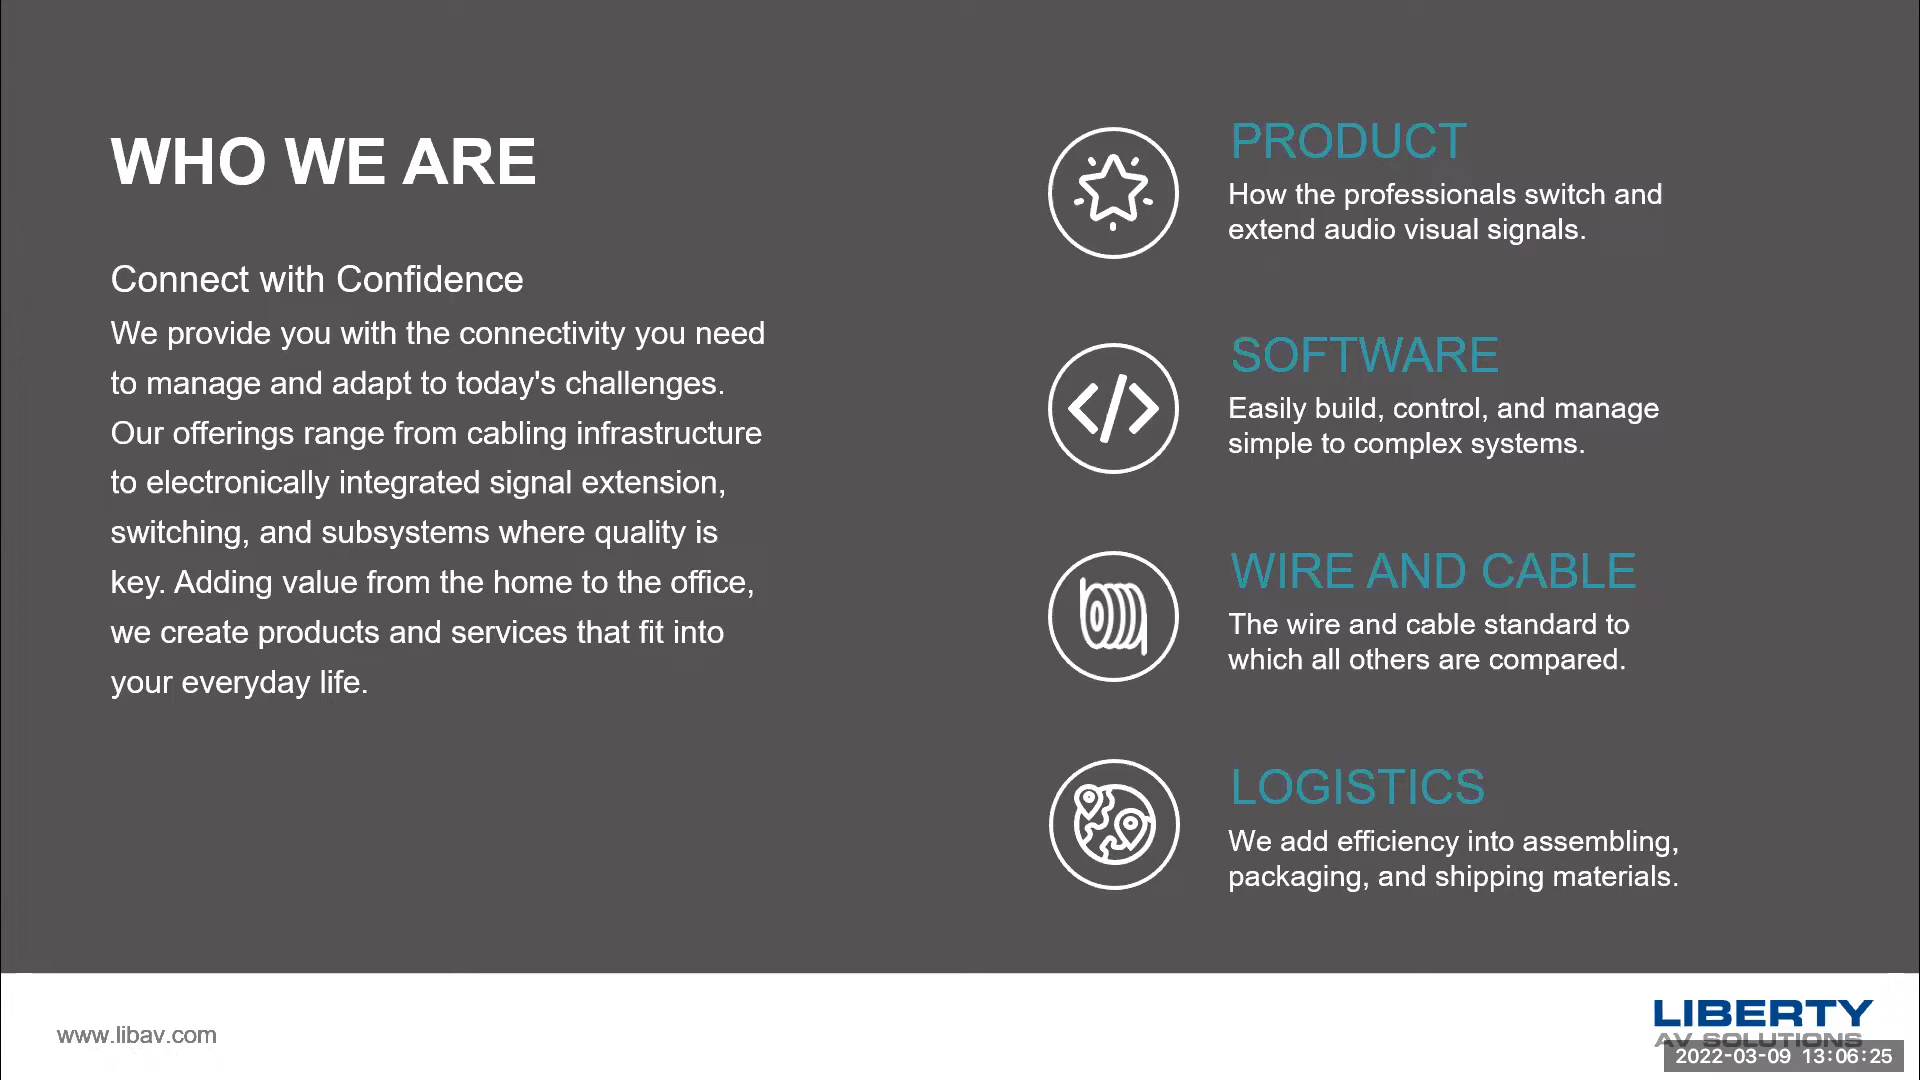 WHO WE ARE
Connect with Confidence
We provide you with the connectivity you need
to manage and adapt to today's challenges.
Our offerings range from cabling infrastructure
to electronically integrated signal extension,
switching, and subsystems where quality is
key. Adding value from the home to the office,
we create products and services that fit into
your everyday life.
PRODUCT
How the professionals switch and
extend audio visual signals.
SOFTWARE
Easily build, control, and manage
simple to complex systems.
WIRE AND CABLE
The wire and cable standard to
which all others are compared.
LOGISTICS
We add efficiency into assembling,
packaging, and shipping materials.
www.libav.com
LIBERTY
AV SOLUTIONS
2022-03-09 13:06:25